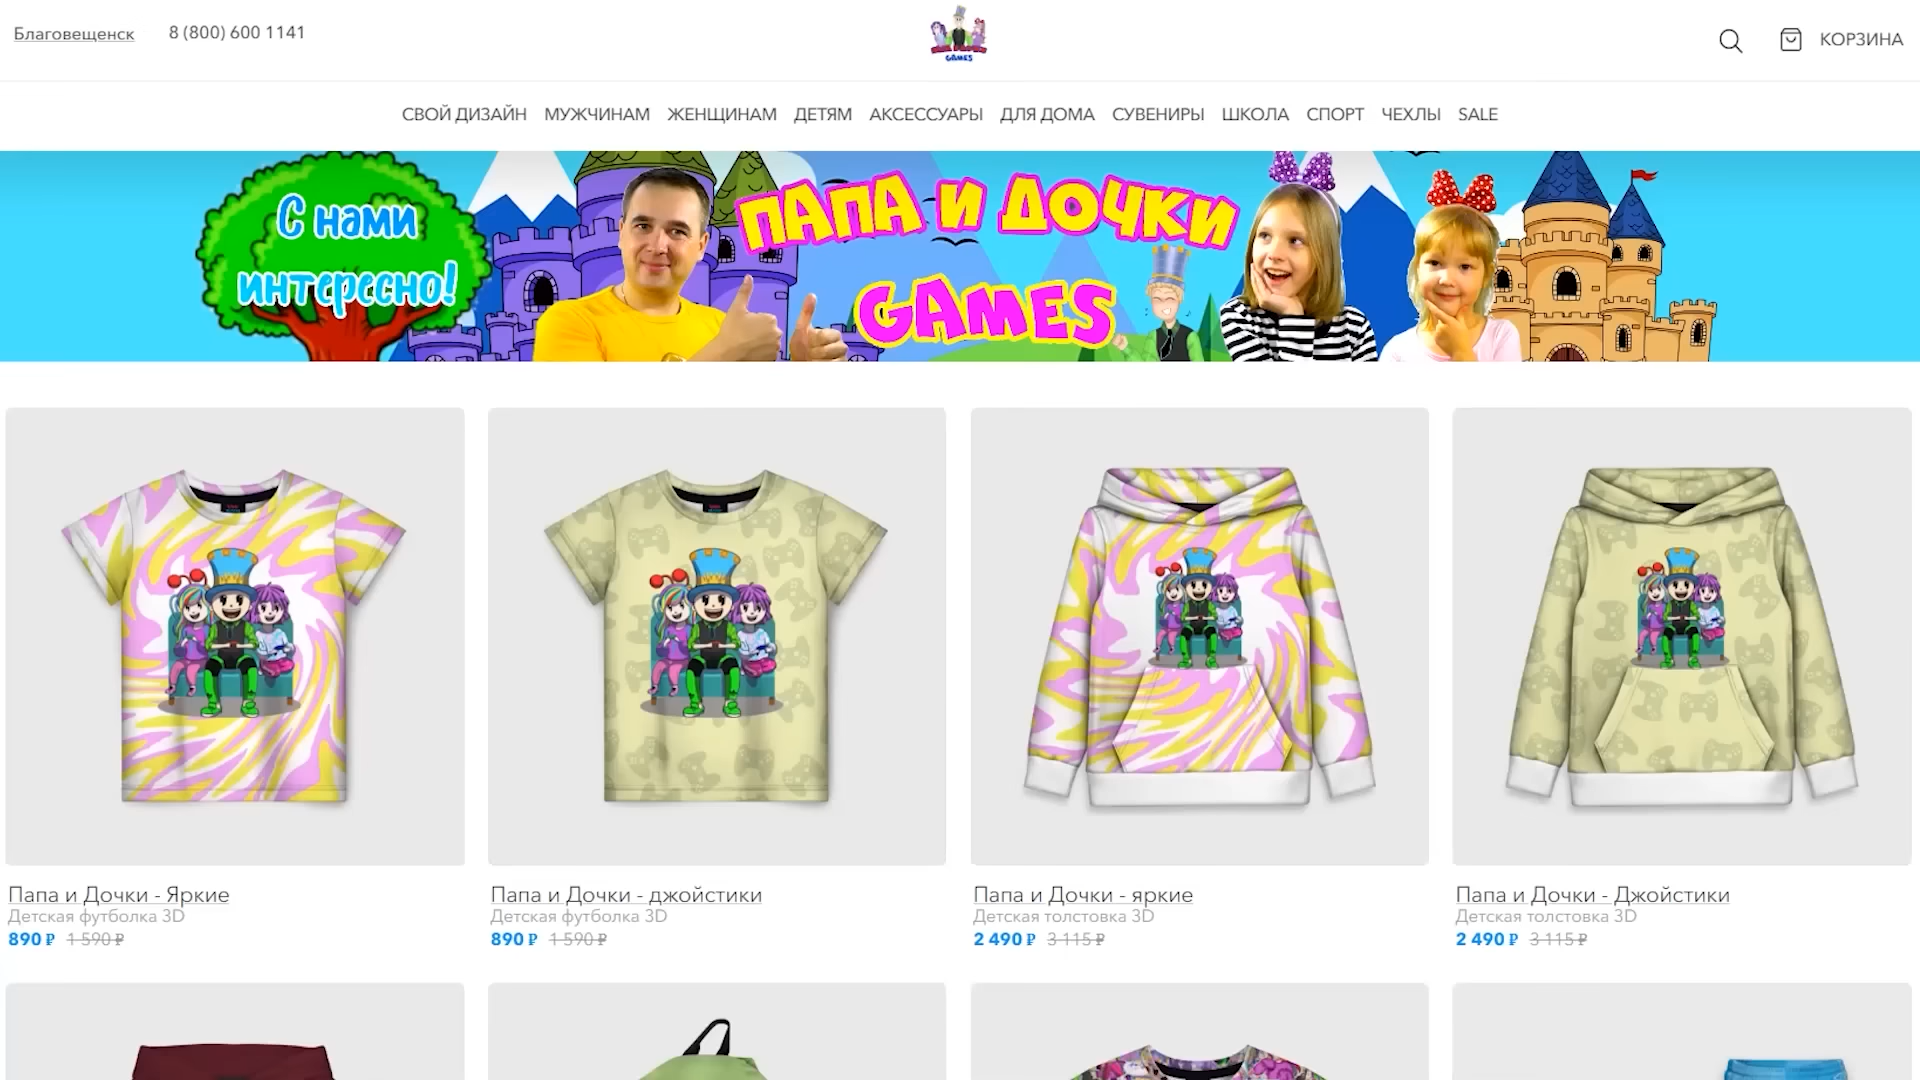 Благовещенск
8 (800) 600 1141
GAMES
КОРЗИНА
СВОЙ ДИЗАЙН МУЖЧИНАМ ЖЕНЩИНАМ ДЕТЯМ АКСЕССУАРЫ ДЛЯ ДОМА СУВЕНИРЫ ШКОЛА СПОРТ ЧЕХЛЫ SALE
С нами
интересно!
ПАПА И ДОЧКИ
GAMES
Папа и Дочки - Яркие
Детская футболка 3D
890 ₽ 1 590 ₽
Папа и Дочки - джойстики
Детская футболка 3D
890 ₽ 1 590 ₽
Папа и Дочки - яркие
Детская толстовка 3D
2 490 ₽ 3 115 ₽
Папа и Дочки - Джойстики
Детская толстовка 3D
2 490 ₽ 3 115 ₽